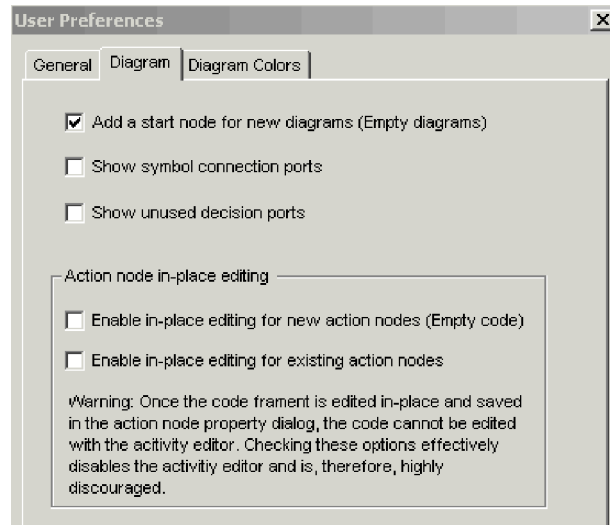 User Preferences
General Diagram Diagram Colors
Add a start node for new diagrams (Empty diagrams)
Show symbol connection ports
Show unused decision ports
Action node in-place editing
Enable in-place editing for new action nodes (Empty code)
Enable in-place editing for existing action nodes
Warning: Once the code frament is edited in-place and saved
in the action node property dialog, the code cannot be edited
with the acitivity editor. Checking these options effectively
disables the activitiy editor and is, therefore, highly
discouraged.